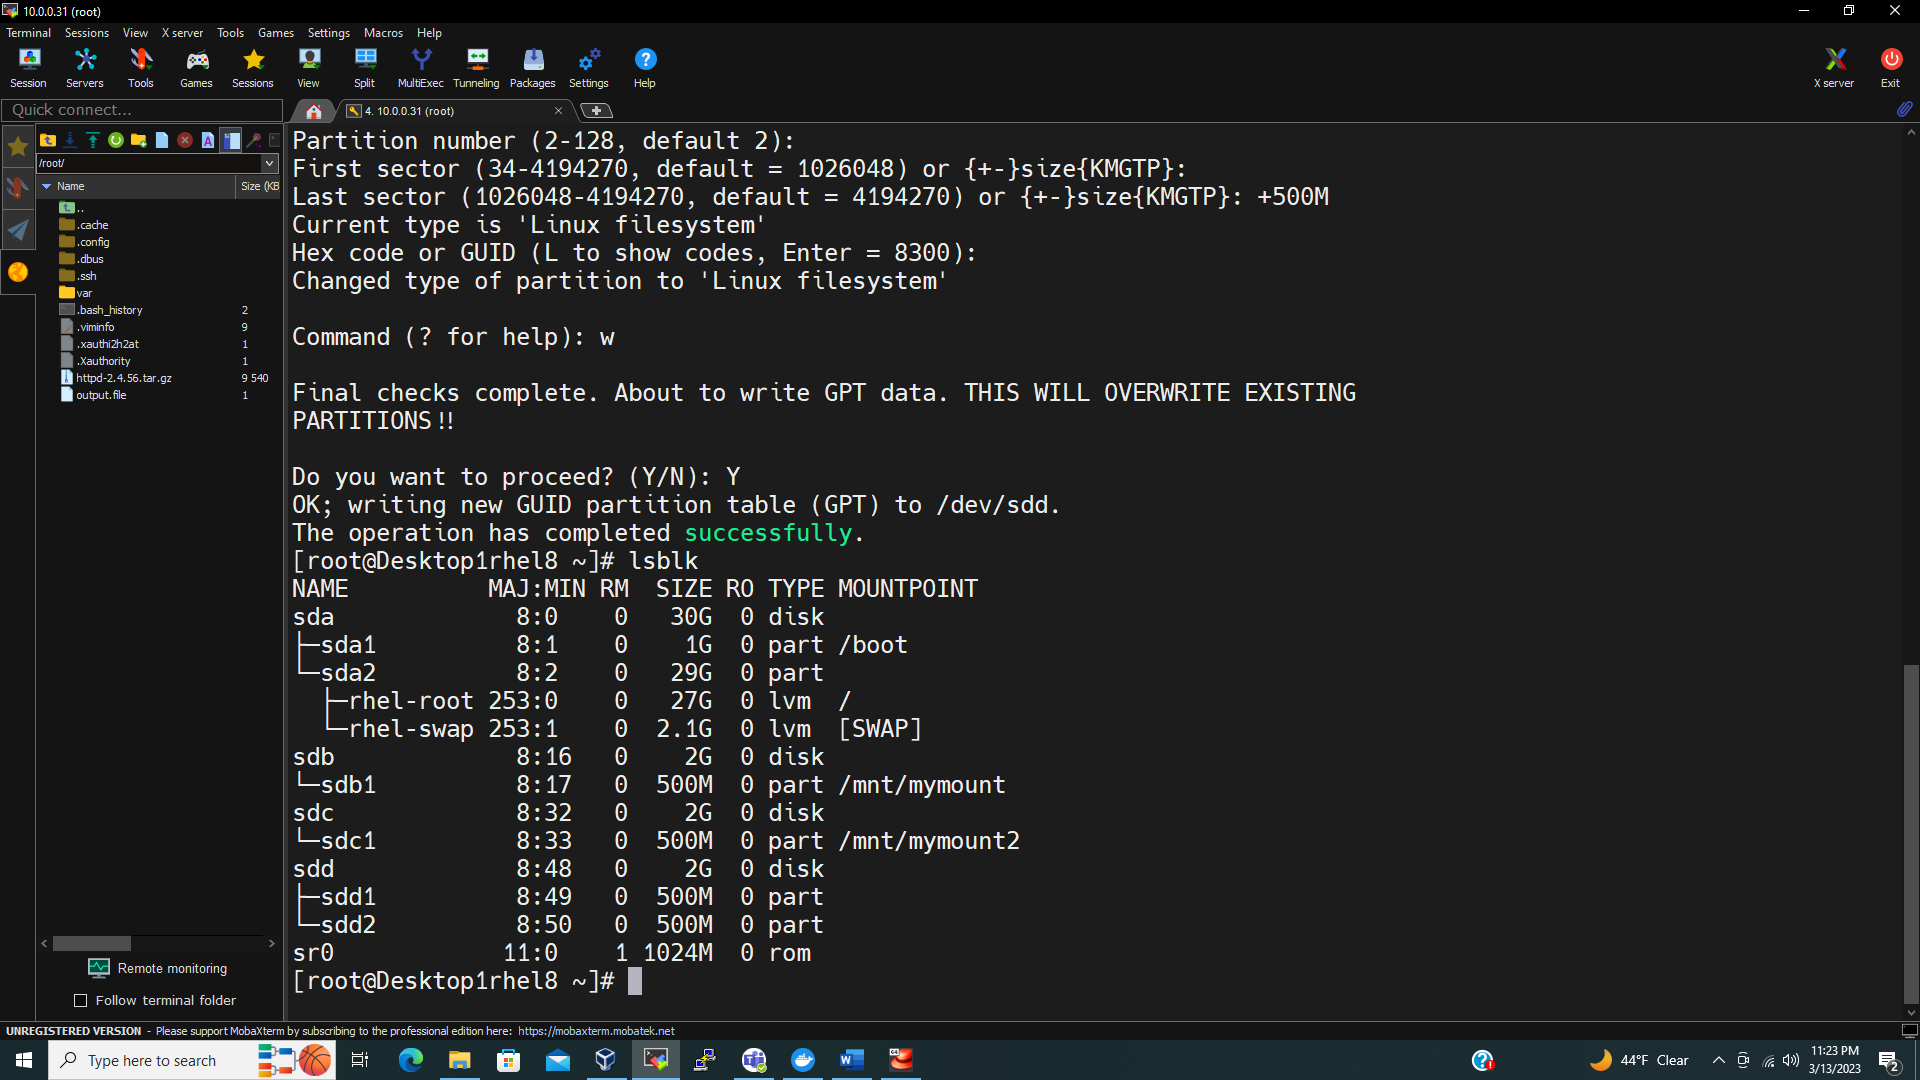 10.0.0.31 (root)
Terminal Sessions View X server Tools Games Settings Macros Help
Session Servers Tools Games Sessions View Split MultiExec Tunneling Packages Settings Help X server Exit
Quick connect...
4. 10.0.0.31 (root)
/root/
Name Size (KB
..
.cache
.config
.dbus
.ssh
var
.bash_history 2
.viminfo 9
.xauthi2h2at 1
.Xauthority 1
httpd-2.4.56.tar.gz 9 540
output.file 1
Remote monitoring
Follow terminal folder
Partition number (2-128, default 2):
First sector (34-4194270, default = 1026048) or {+-}size{KMGTP}:
Last sector (1026048-4194270, default = 4194270) or {+-}size{KMGTP}: +500M
Current type is 'Linux filesystem'
Hex code or GUID (L to show codes, Enter = 8300):
Changed type of partition to 'Linux filesystem'
Command (? for help): w
Final checks complete. About to write GPT data. THIS WILL OVERWRITE EXISTING
PARTITIONS!!
Do you want to proceed? (Y/N): Y
OK; writing new GUID partition table (GPT) to /dev/sdd.
The operation has completed successfully.
[root@Desktop1rhel8 ~]# lsblk
NAME MAJ:MIN RM SIZE RO TYPE MOUNTPOINT
sda 8:0 0 30G 0 disk
├─sda1 8:1 0 1G 0 part /boot
└─sda2 8:2 0 29G 0 part
├─rhel-root 253:0 0 27G 0 lvm /
└─rhel-swap 253:1 0 2.1G 0 lvm [SWAP]
sdb 8:16 0 2G 0 disk
└─sdb1 8:17 0 500M 0 part /mnt/mymount
sdc 8:32 0 2G 0 disk
└─sdc1 8:33 0 500M 0 part /mnt/mymount2
sdd 8:48 0 2G 0 disk
├─sdd1 8:49 0 500M 0 part
└─sdd2 8:50 0 500M 0 part
sr0 11:0 1 1024M 0 rom
[root@Desktop1rhel8 ~]#
UNREGISTERED VERSION - Please support MobaXterm by subscribing to the professional edition here: https://mobaxterm.mobatek.net
Type here to search
44°F Clear
11:23 PM
3/13/2023
2